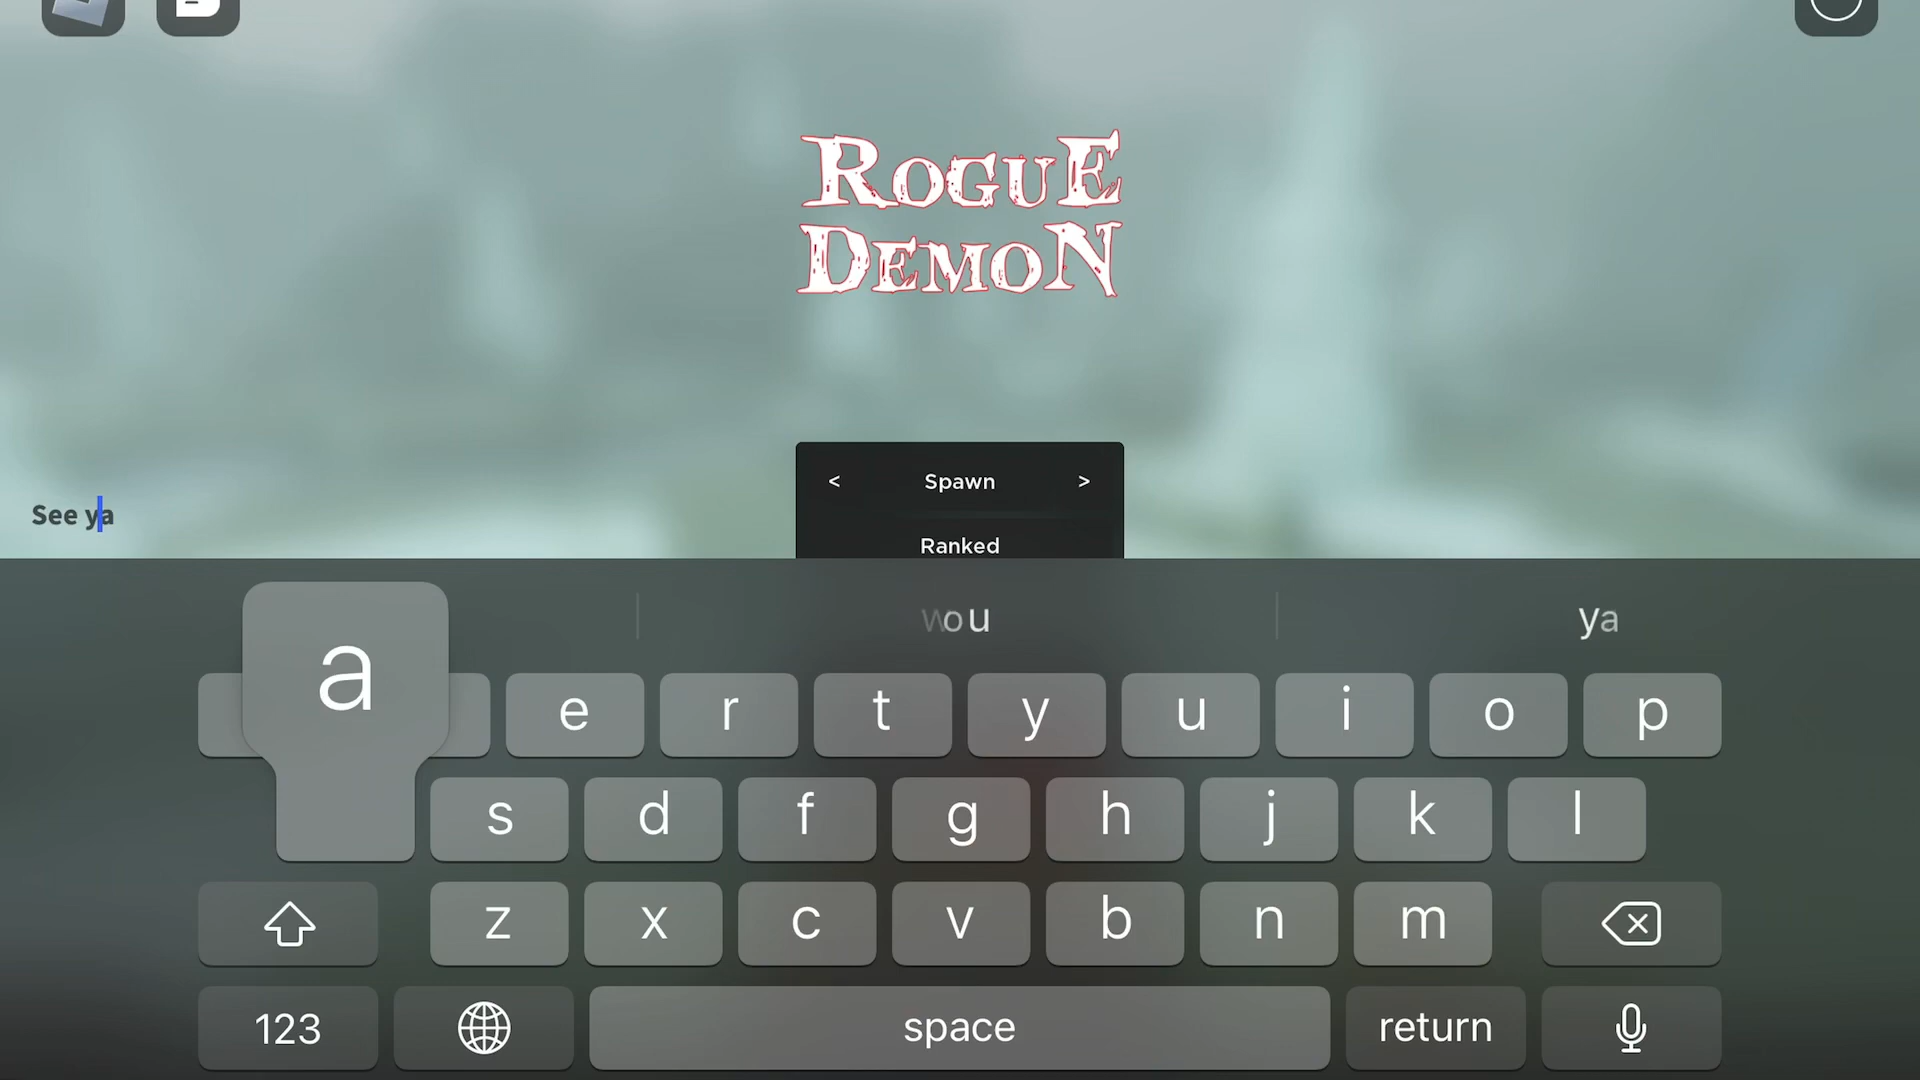 ROGUE
DEMON
< Spawn >
Ranked
See ya
wou
ya
a
e r t y u i o p
s d f g h j k l
z x c v b n m
123 space return